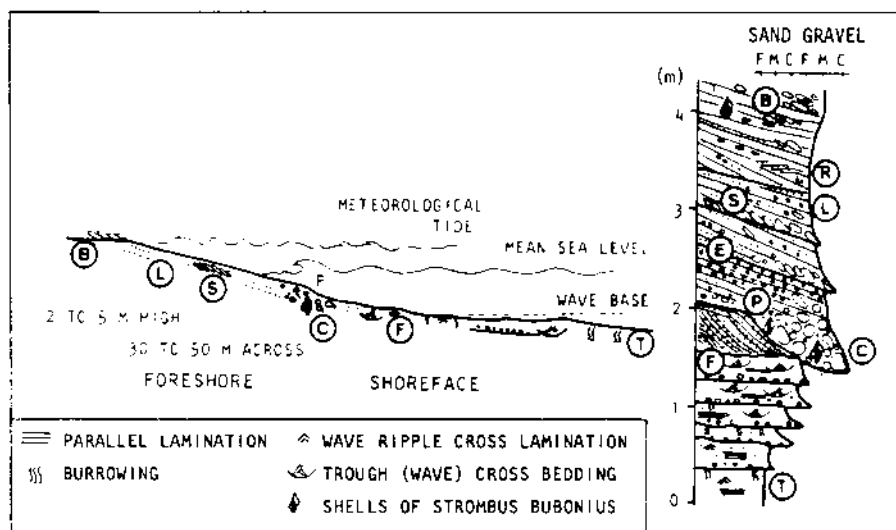 SAND GRAVEL
F M C F M C
(m)
B
4
R
METEOROLOGICAL
TIDE
S
L
3
MEAN SEA LEVEL
E
B
L
S
P
WAVE BASE
P
2
2 TO 5 M HIGH
C
F
T
C
30 TO 50 M ACROSS
F
FORESHORE
SHOREFACE
1
PARALLEL LAMINATION
WAVE RIPPLE CROSS LAMINATION
BURROWING
TROUGH (WAVE) CROSS BEDDING
T
SHELLS OF STROMBUS BUBONIUS
0